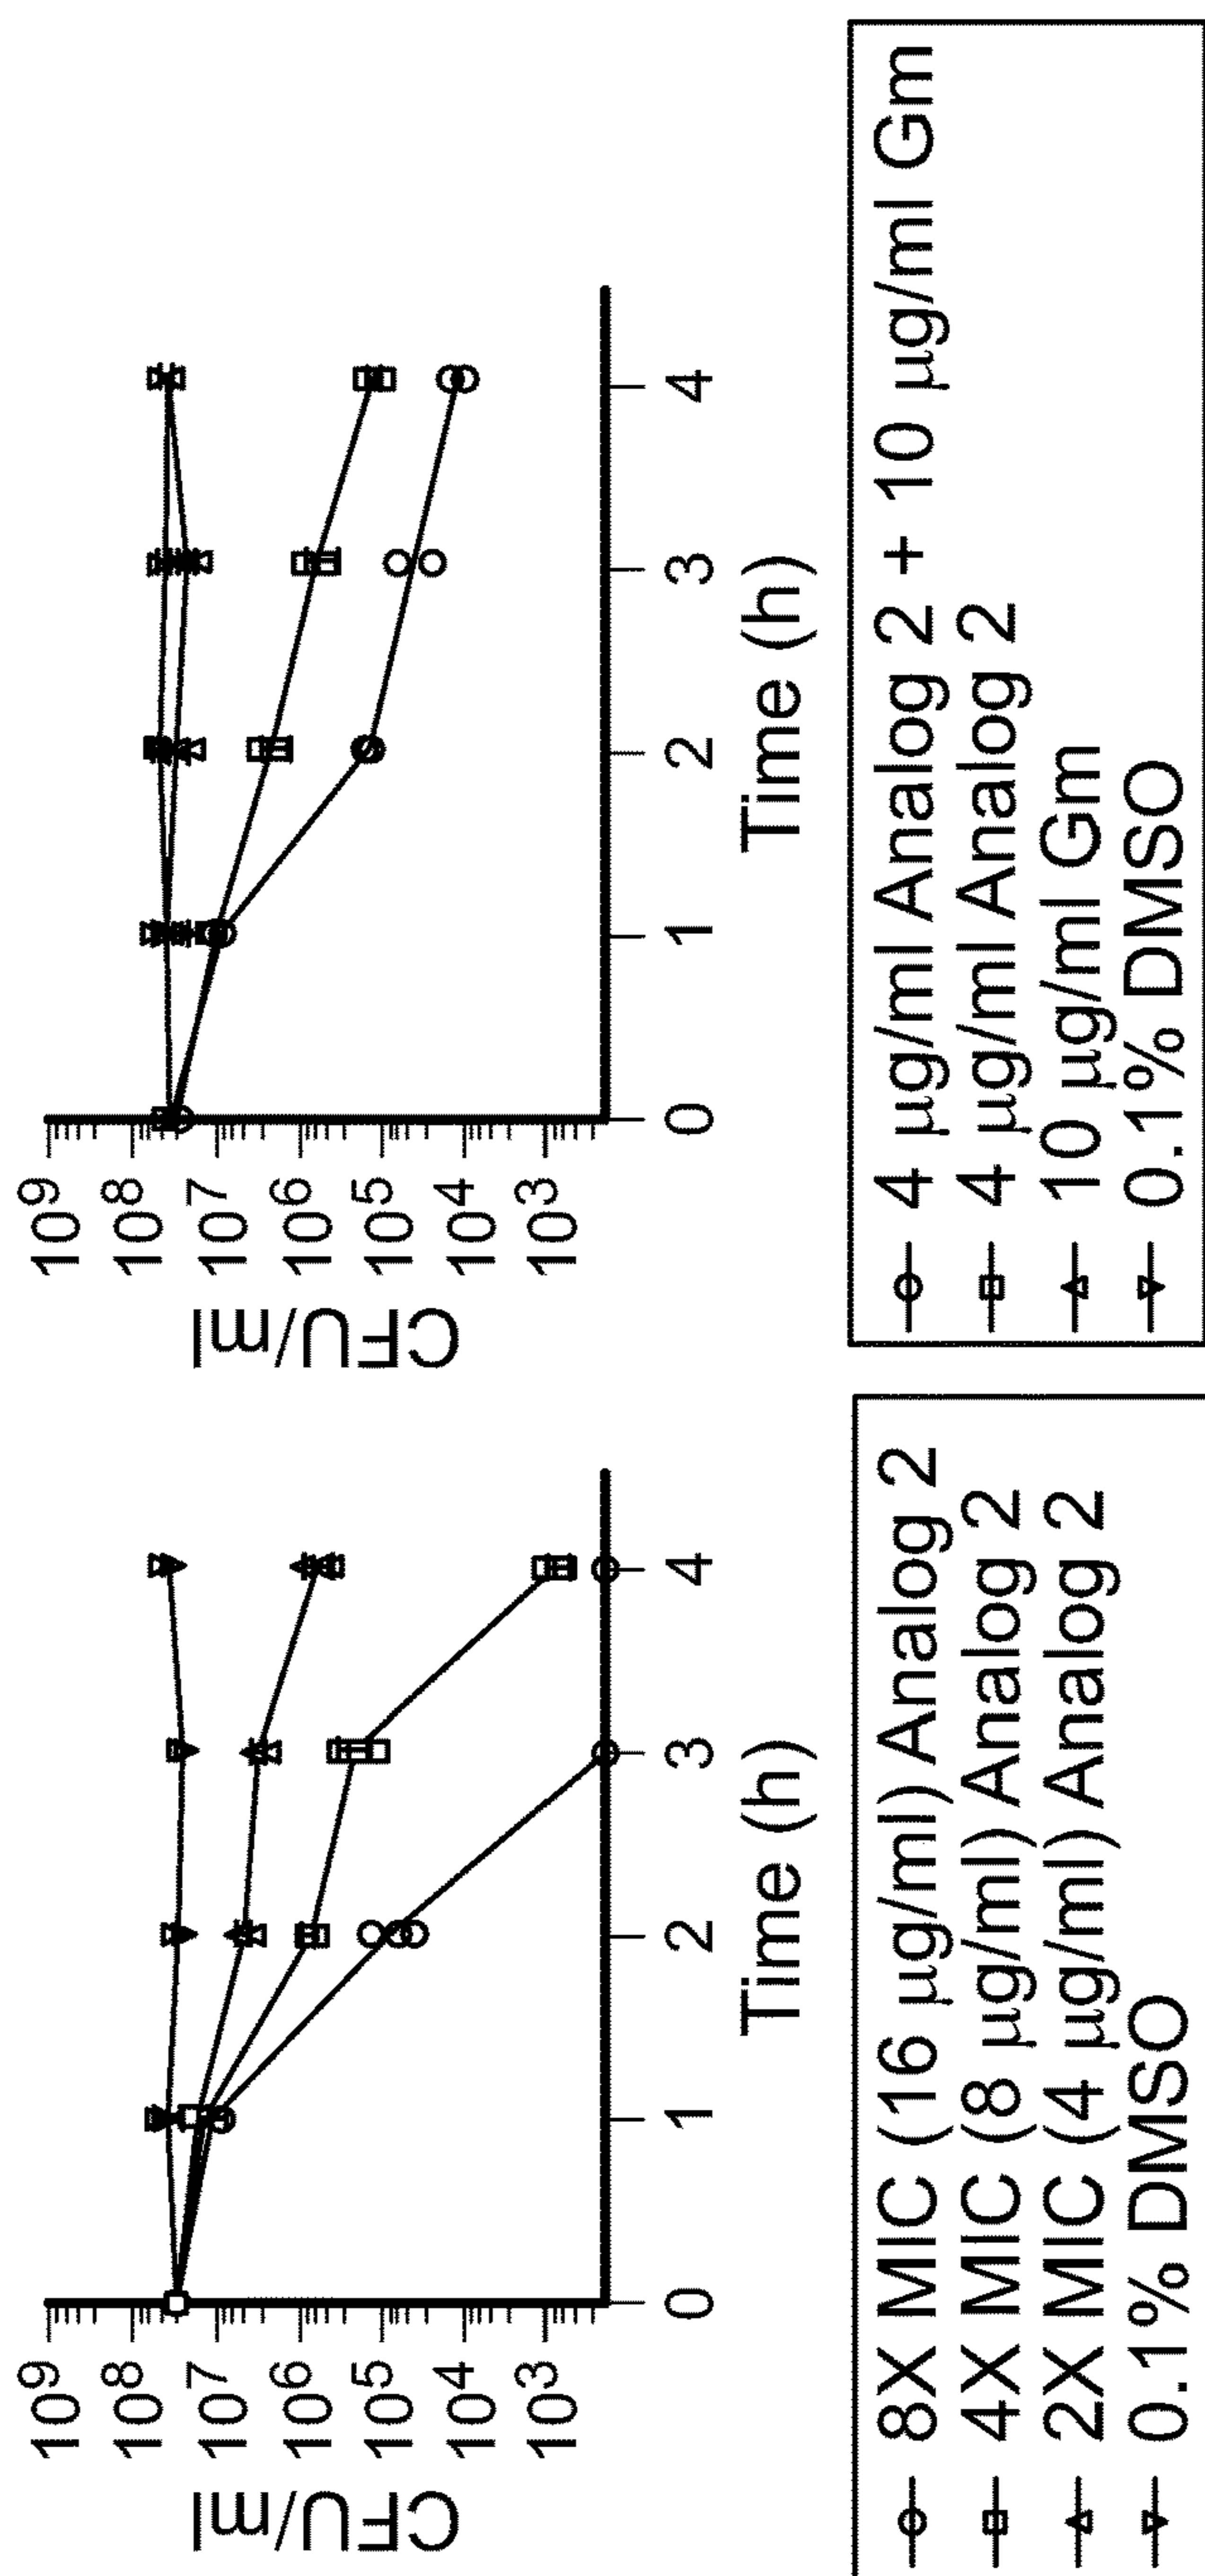 CFU/ml
10⁹
10⁸
10⁷
10⁶
10⁵
10⁴
10³
0 1 2 3 4
Time (h)
8X MIC (16 µg/ml) Analog 2
4X MIC (8 µg/ml) Analog 2
2X MIC (4 µg/ml) Analog 2
0.1% DMSO
CFU/ml
10⁹
10⁸
10⁷
10⁶
10⁵
10⁴
10³
0 1 2 3 4
Time (h)
4 µg/ml Analog 2 + 10 µg/ml Gm
4 µg/ml Analog 2
10 µg/ml Gm
0.1% DMSO